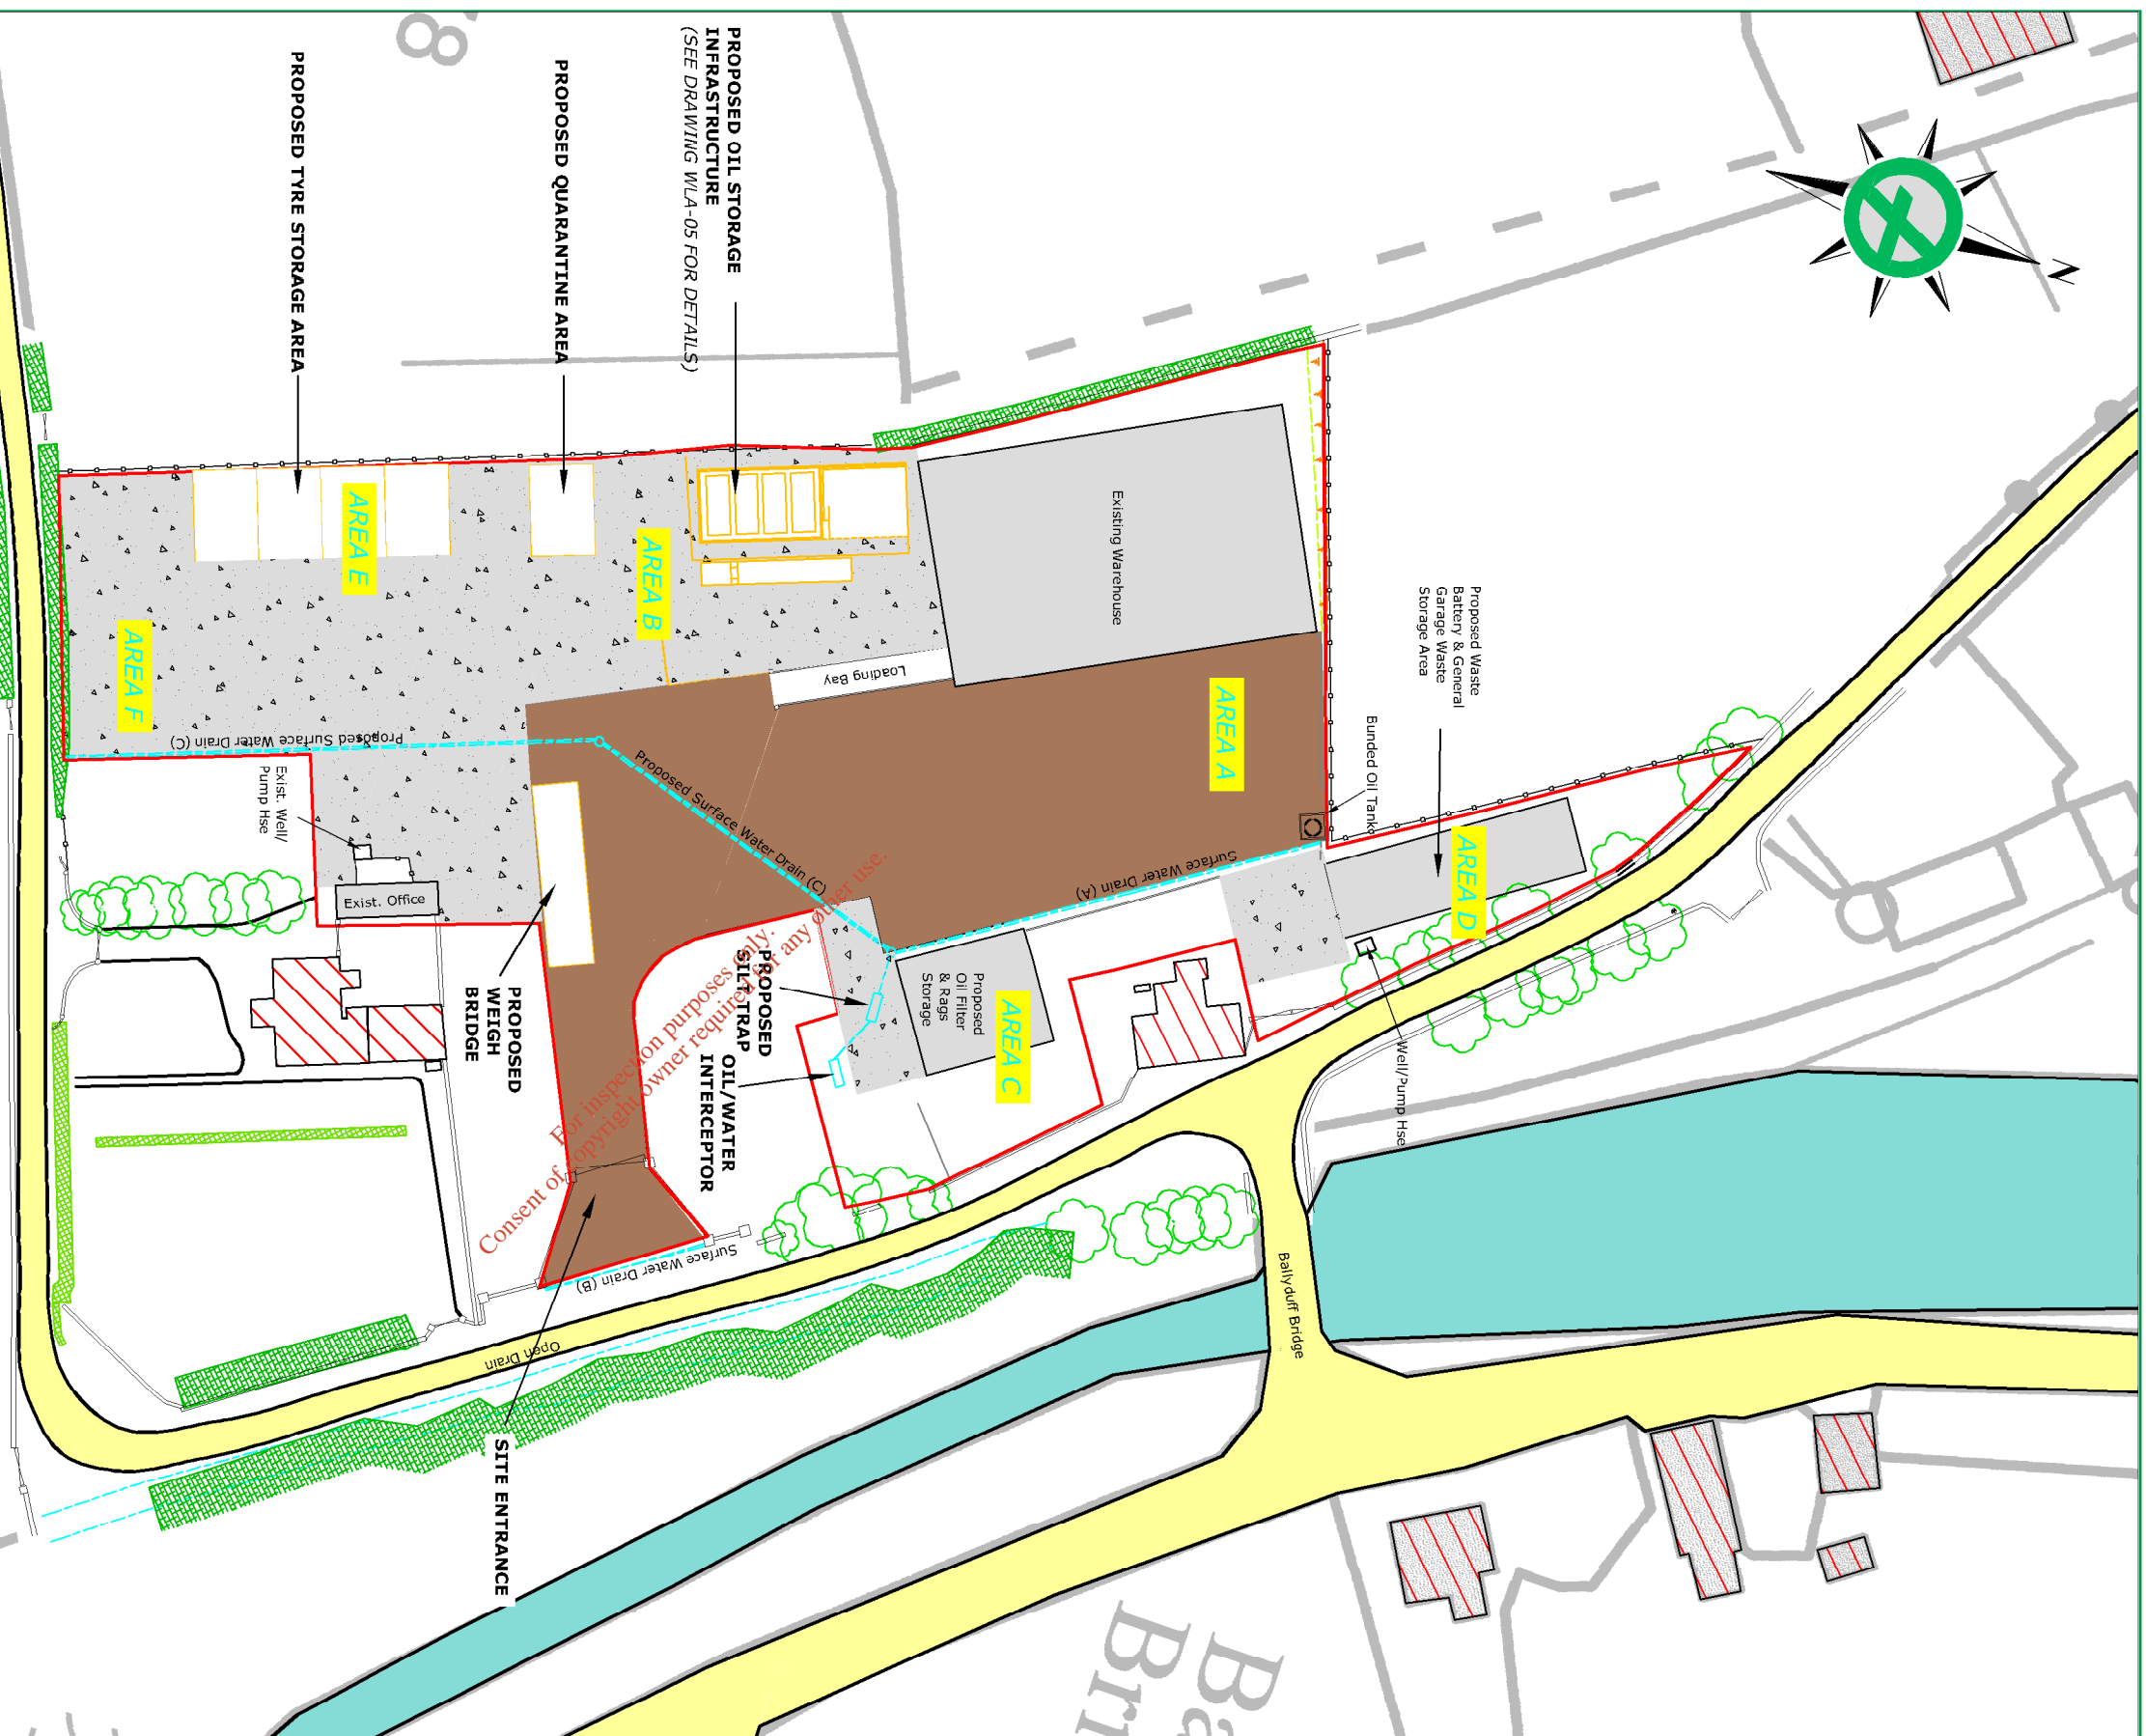 8
PROPOSED OIL STORAGE
INFRASTRUCTURE
(SEE DRAWING WLA-05 FOR DETAILS)
PROPOSED QUARANTINE AREA
PROPOSED TYRE STORAGE AREA
N
Existing Warehouse
AREA E
AREA B
AREA F
AREA A
Loading Bay
Proposed Waste
Battery & General
Garage Waste
Storage Area
Bunded Oil Tank
AREA D
Proposed Surface Water Drain (C)
Proposed Surface Water Drain (C)
Surface Water Drain (A)
Exist. Well/
Pump Hse
Exist. Office
PROPOSED
WEIGH
BRIDGE
PROPOSED
SILT TRAP
OIL/WATER
INTERCEPTOR
Proposed
Oil Filter
& Rags
Storage
AREA C
Well/Pump Hse
For inspection purposes only.
Consent of copyright owner required for any other use.
Surface Water Drain (B)
Open Drain
SITE ENTRANCE
Ballyduff Bridge
Ba
Bri